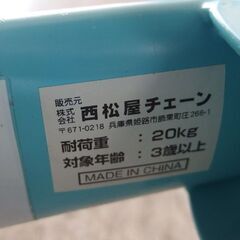 販売元
株式会社 西松屋チェーン
〒671-0218 兵庫県姫路市飾東町庄266-1
耐荷重 : 20kg
対象年齢 : 3歳以上
MADE IN CHINA